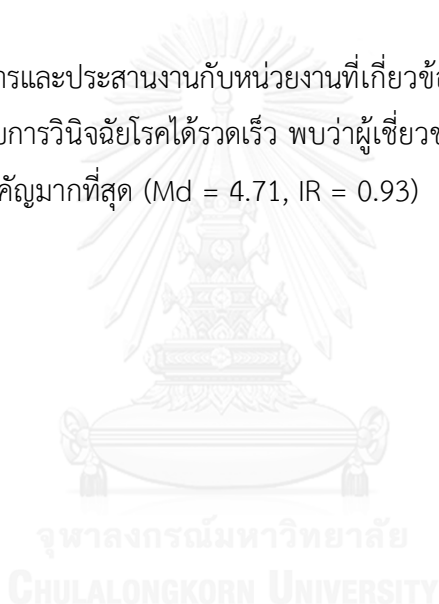 ารและประสานงานกับหน่วยงานที่เกี่ยวข้อ
บการวินิจฉัยโรคได้รวดเร็ว พบว่าผู้เชี่ยวช
คัญมากที่สุด (Md = 4.71, IR = 0.93)
จุฬาลงกรณ์มหาวิทยาลัย
CHULALONGKORN UNIVERSITY